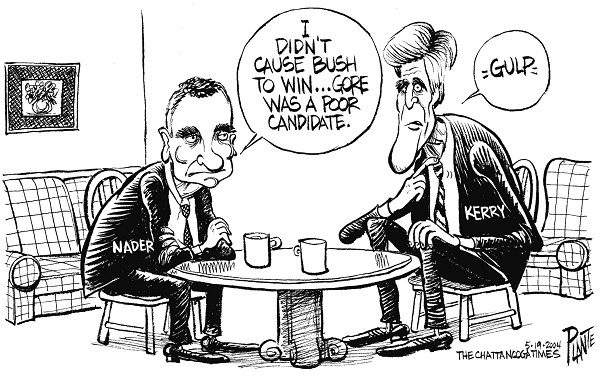 I
DIDN'T
CAUSE BUSH
TO WIN...GORE
WAS A POOR
CANDIDATE.
-GULP-
NADER
KERRY
5-19-2004
THE CHATTANOOGA TIMES
PLANTE